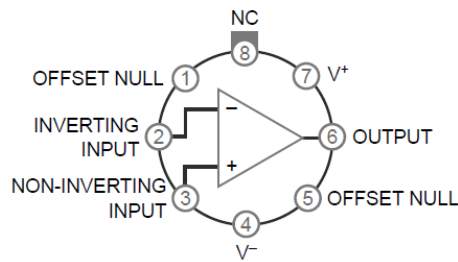 NC
8
OFFSET NULL 1
7 V⁺
INVERTING
INPUT
2
−
6 OUTPUT
NON-INVERTING
INPUT
3
+
5 OFFSET NULL
4
V⁻